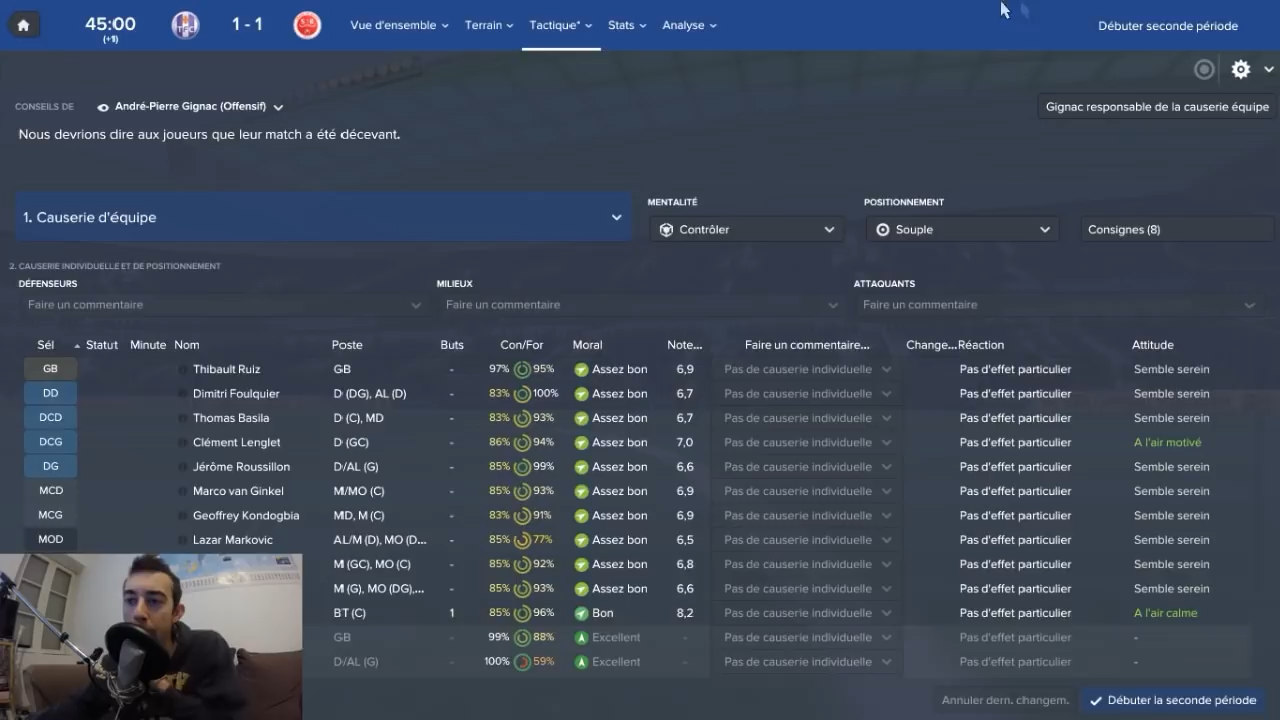 45:00 1 - 1 Vue d'ensemble Terrain Tactique* Stats Analyse Débuter seconde période
(+1)
CONSEILS DE André-Pierre Gignac (Offensif) Gignac responsable de la causerie équipe
Nous devrions dire aux joueurs que leur match a été décevant.
MENTALITÉ POSITIONNEMENT
1. Causerie d'équipe Contrôler Souple Consignes (8)
2. CAUSERIE INDIVIDUELLE ET DE POSITIONNEMENT
DÉFENSEURS MILIEUX ATTAQUANTS
Faire un commentaire Faire un commentaire Faire un commentaire
Sél Statut Minute Nom Poste Buts Con/For Moral Note... Faire un commentaire... Change... Réaction Attitude
GB Thibault Ruiz GB - 97% 95% Assez bon 6,9 Pas de causerie individuelle Pas d'effet particulier Semble serein
DD Dimitri Foulquier D (DG), AL (D) - 83% 100% Assez bon 6,7 Pas de causerie individuelle Pas d'effet particulier Semble serein
DCD Thomas Basila D (C), MD - 83% 93% Assez bon 6,7 Pas de causerie individuelle Pas d'effet particulier Semble serein
DCG Clément Lenglet D (GC) - 86% 94% Assez bon 7,0 Pas de causerie individuelle Pas d'effet particulier A l'air motivé
DG Jérôme Roussillon D/AL (G) - 85% 99% Assez bon 6,6 Pas de causerie individuelle Pas d'effet particulier Semble serein
MCD Marco van Ginkel M/MO (C) - 85% 93% Assez bon 6,9 Pas de causerie individuelle Pas d'effet particulier Semble serein
MCG Geoffrey Kondogbia MD, M (C) - 83% 91% Assez bon 6,9 Pas de causerie individuelle Pas d'effet particulier Semble serein
MOD Lazar Markovic AL/M (D), MO (D... - 85% 77% Assez bon 6,5 Pas de causerie individuelle Pas d'effet particulier Semble serein
M (GC), MO (C) - 85% 92% Assez bon 6,8 Pas de causerie individuelle Pas d'effet particulier Semble serein
M (G), MO (DG),... - 85% 93% Assez bon 6,6 Pas de causerie individuelle Pas d'effet particulier Semble serein
BT (C) 1 85% 96% Bon 8,2 Pas de causerie individuelle Pas d'effet particulier A l'air calme
GB - 99% 88% Excellent - Pas de causerie individuelle Pas d'effet particulier -
D/AL (G) - 100% 59% Excellent - Pas de causerie individuelle Pas d'effet particulier -
Annuler dern. changem. Débuter la seconde période